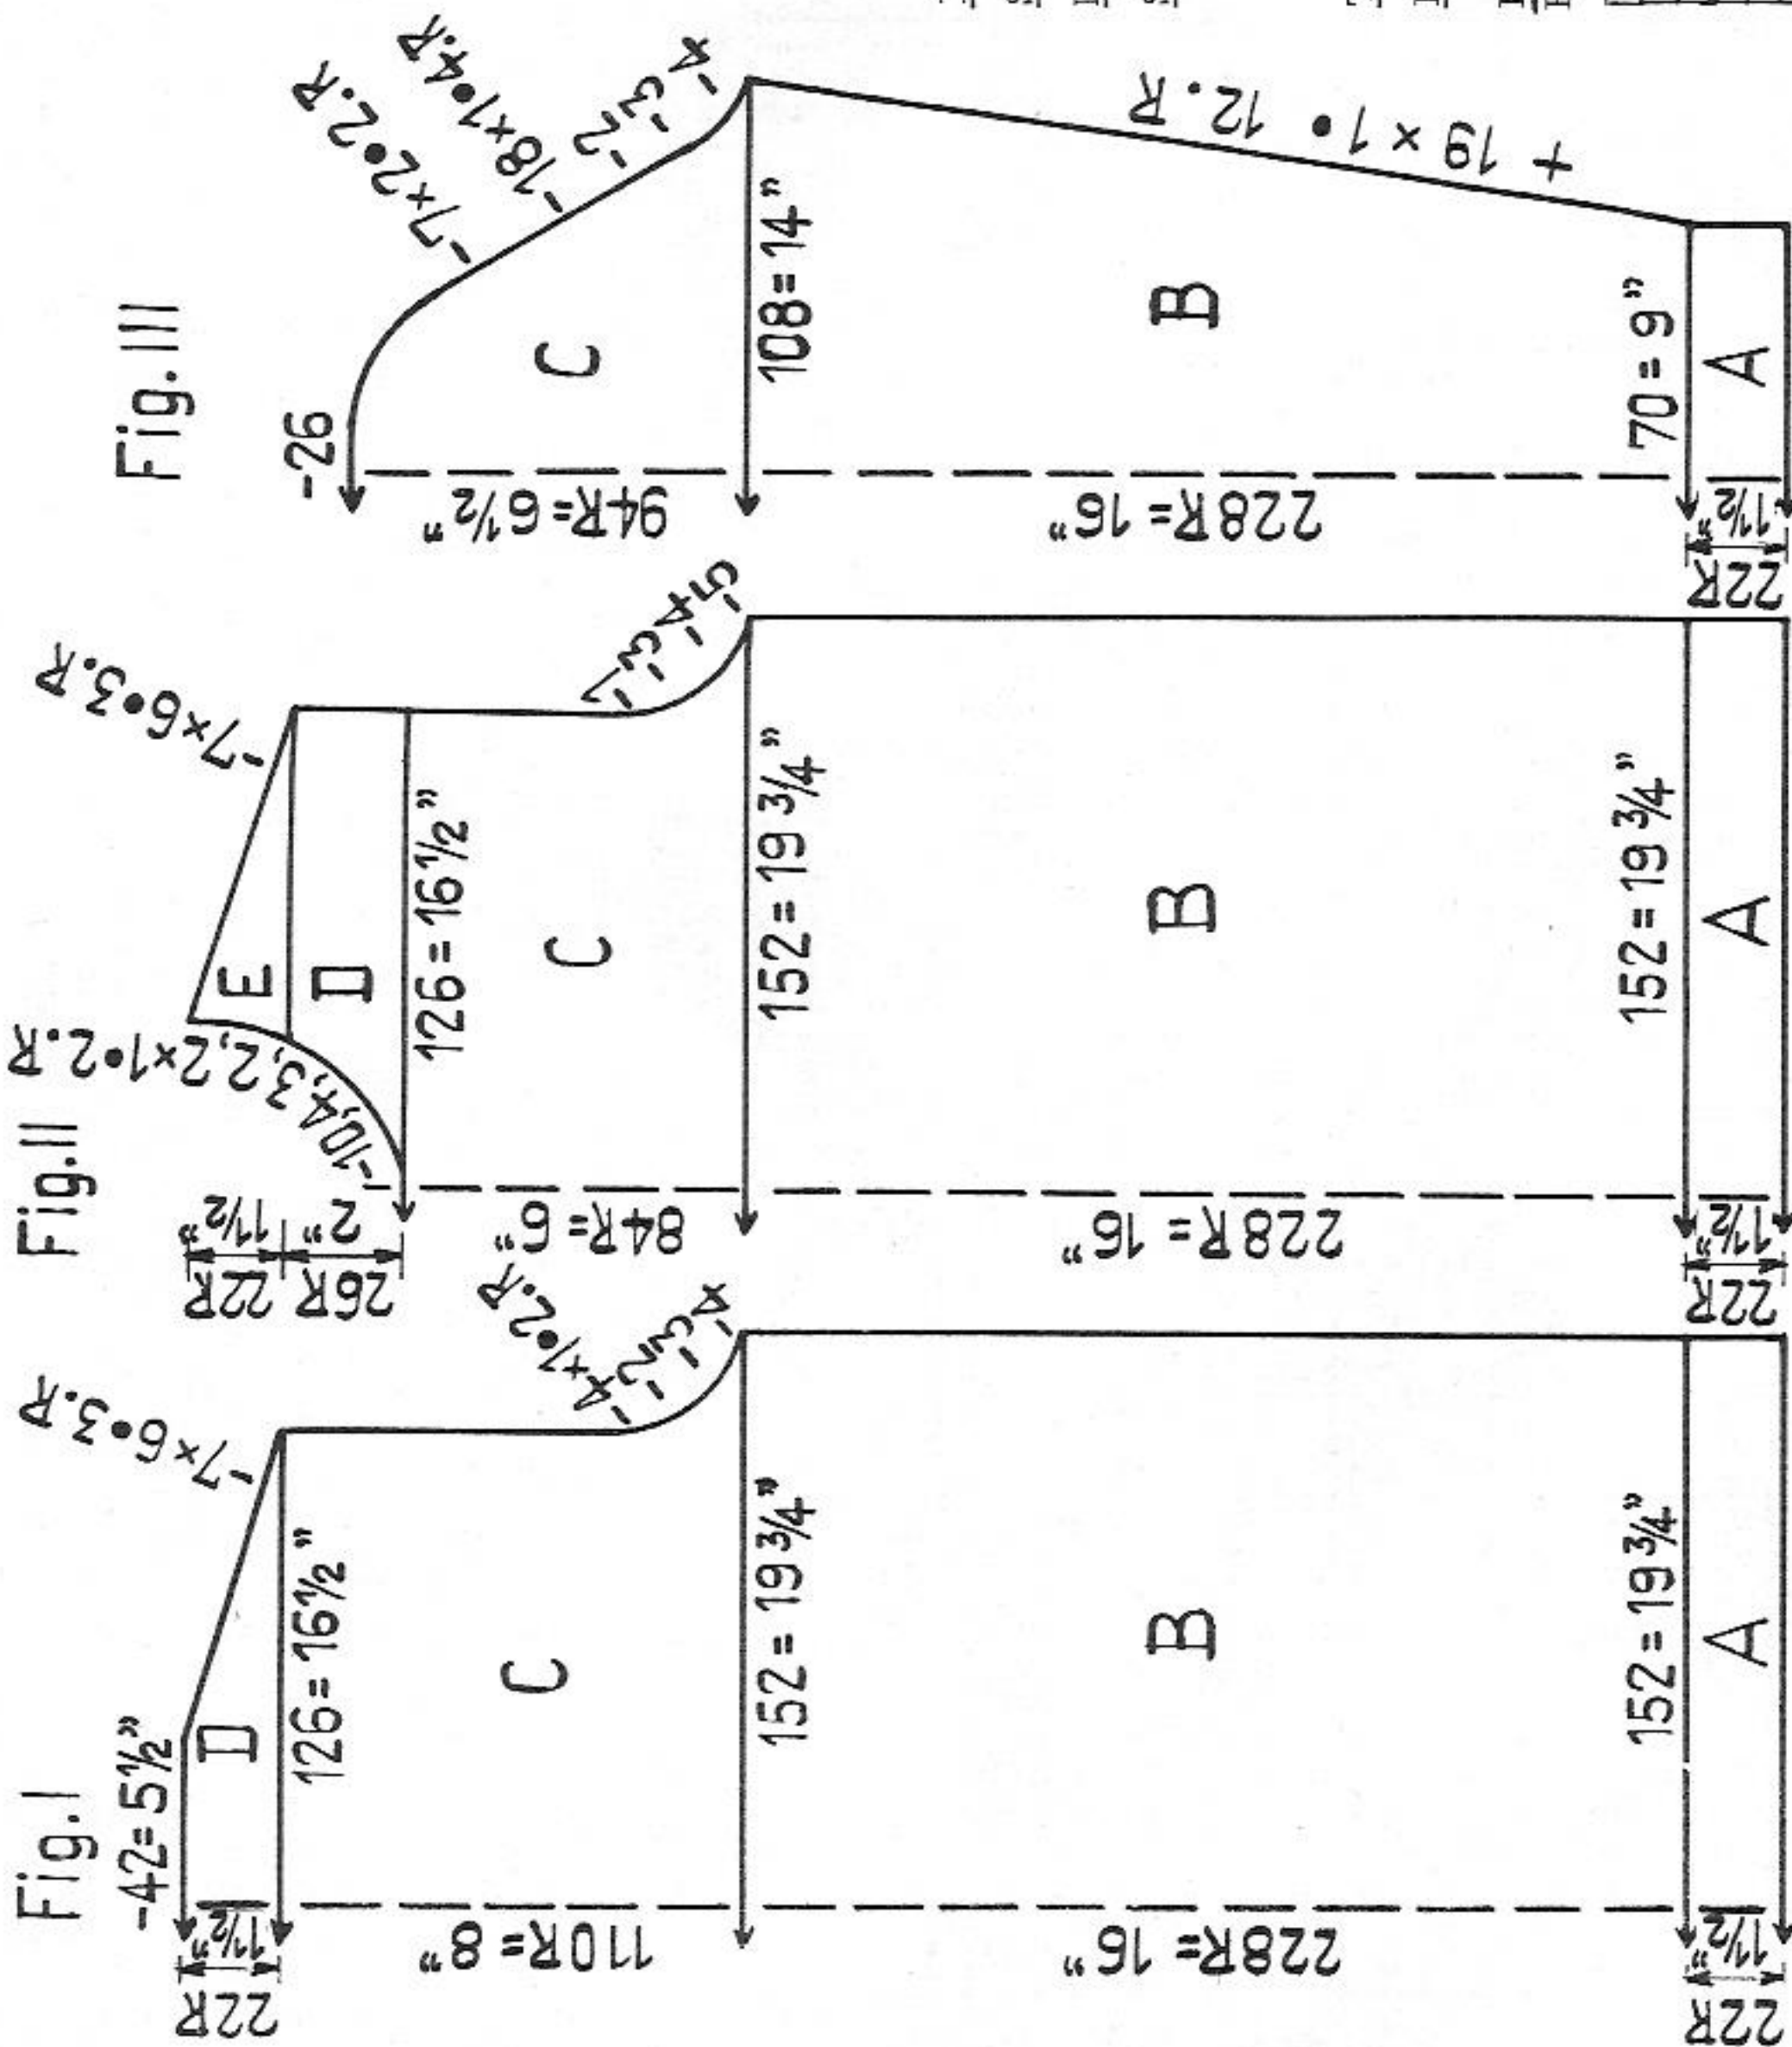 Fig.I
-42=5½"
-7×6•3.R
22R
1½"
D
126=16½"
110R=8"
C
-4×1•2.R
-2
-3
-4
152=19¾"
228R=16"
B
152=19¾"
22R
1½"
A
Fig.II
-7×6•3.R
22R
1½"
E
-10,4,3,2,2×1•2.R
26R
2"
D
126=16½"
84R=6"
C
-1
-3
-4
-5
152=19¾"
228R=16"
B
152=19¾"
22R
1½"
A
Fig.III
-26
-7×2•2.R
-18×1•4.R
-2
-3
-4
94R=6½"
C
108=14"
228R=16"
B
+19×1•12.R
70=9"
22R
1½"
A